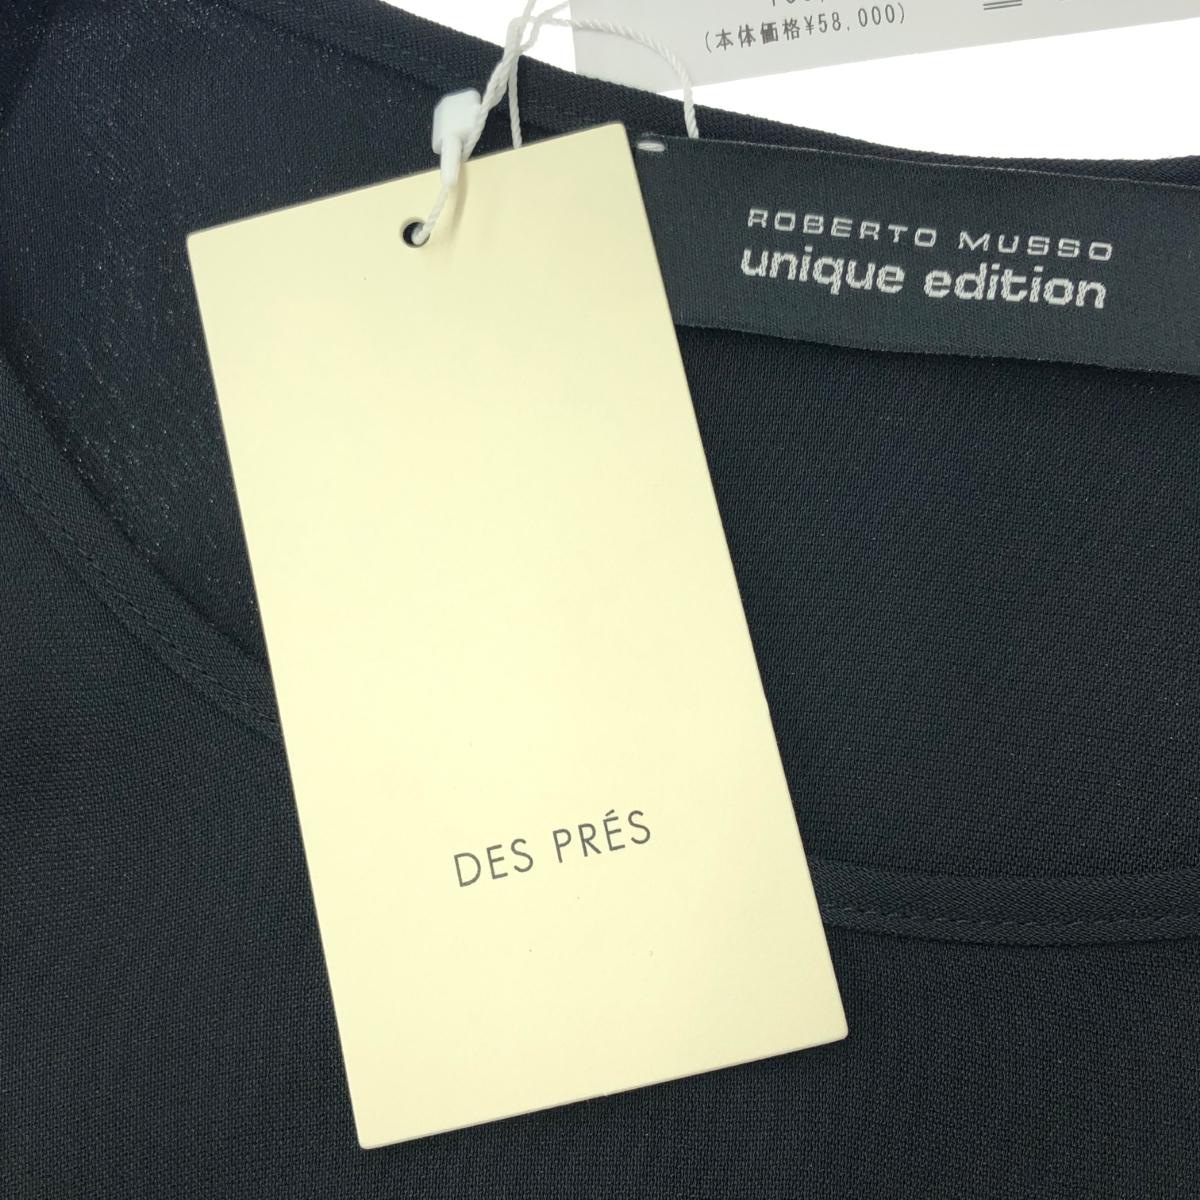 (本体価格¥58,000)
ROBERTO MUSSO
unique edition
DES PRÉS